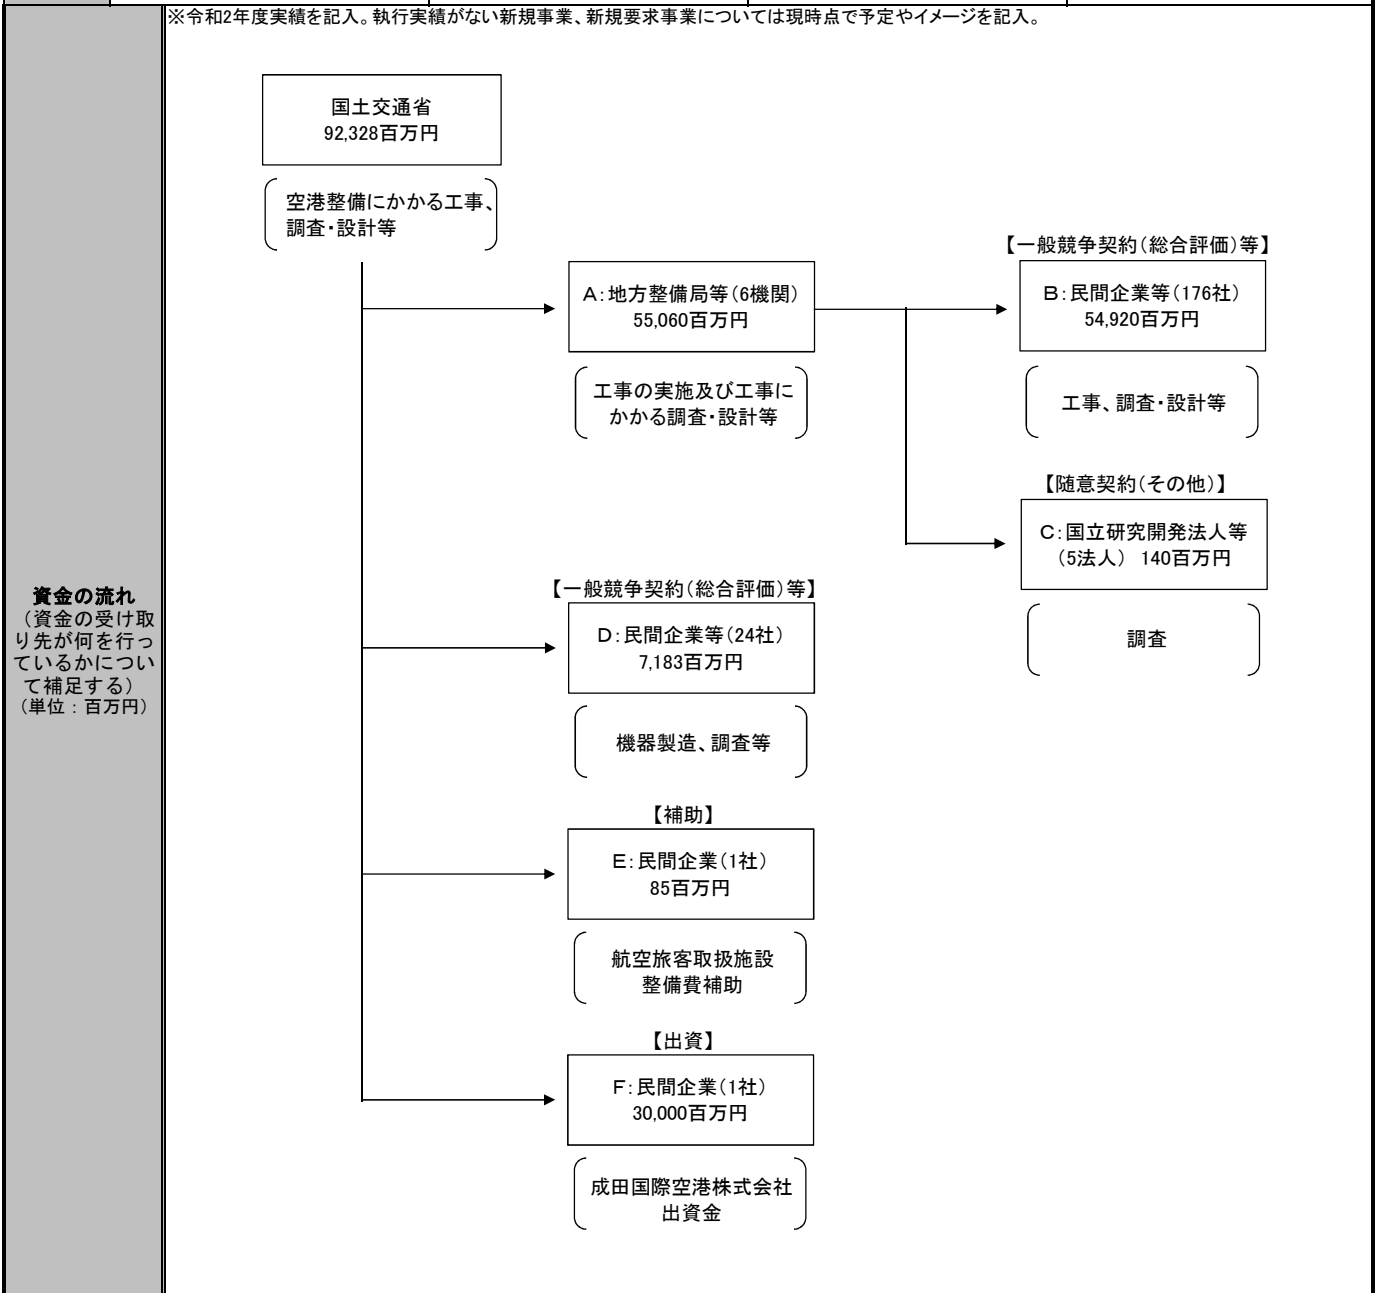 ※令和2年度実績を記入。執行実績がない新規事業、新規要求事業については現時点で予定やイメージを記入。
資金の流れ
（資金の受け取
り先が何を行っ
ているかについ
て補足する）
（単位：百万円）
国土交通省
92,328百万円
空港整備にかかる工事、
調査・設計等
A：地方整備局等（6機関）
55,060百万円
工事の実施及び工事に
かかる調査・設計等
【一般競争契約（総合評価）等】
B：民間企業等（176社）
54,920百万円
工事、調査・設計等
【随意契約（その他）】
C：国立研究開発法人等
（5法人） 140百万円
調査
【一般競争契約（総合評価）等】
D：民間企業等（24社）
7,183百万円
機器製造、調査等
【補助】
E：民間企業（1社）
85百万円
航空旅客取扱施設
整備費補助
【出資】
F：民間企業（1社）
30,000百万円
成田国際空港株式会社
出資金